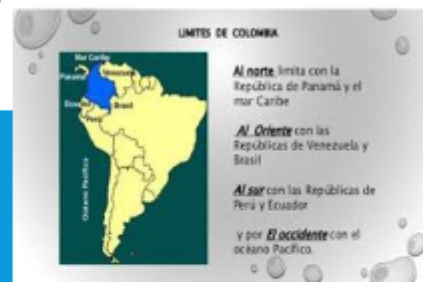 LIMITES DE COLOMBIA
Mar Caribe
Panamá
Venezuela
Ecuador
Brasil
Perú
Océano Pacífico
Al norte limita con la
República de Panamá y el
mar Caribe
Al Oriente con las
Repúblicas de Venezuela y
Brasil
Al sur con las Repúblicas de
Perú y Ecuador
y por El occidente con el
océano Pacífico.